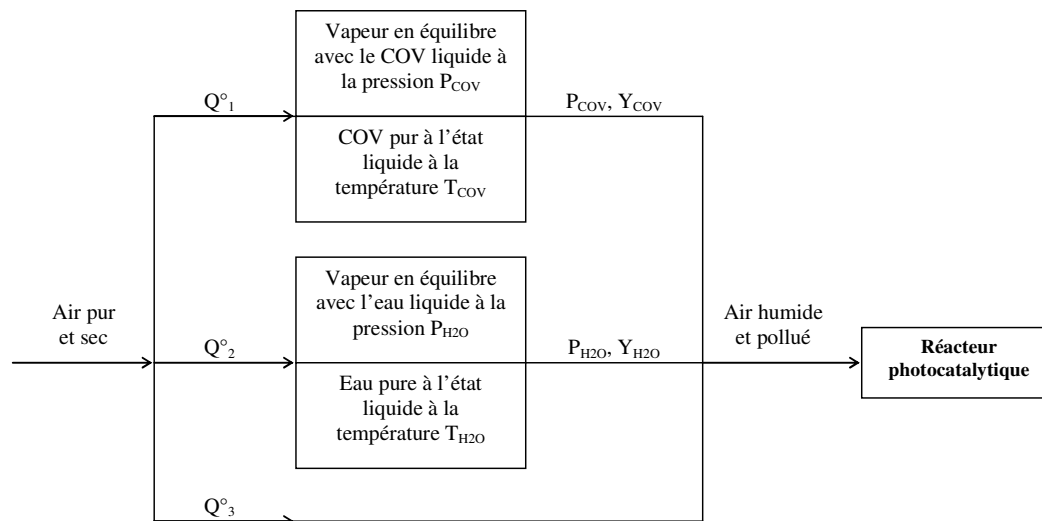 Vapeur en équilibre
avec le COV liquide à
la pression P_COV
Q°_1
P_COV, Y_COV
COV pur à l'état
liquide à la
température T_COV
Vapeur en équilibre
avec l'eau liquide à la
pression P_H2O
Air pur
et sec
Q°_2
P_H2O, Y_H2O
Air humide
et pollué
Réacteur
photocatalytique
Eau pure à l'état
liquide à la
température T_H2O
Q°_3